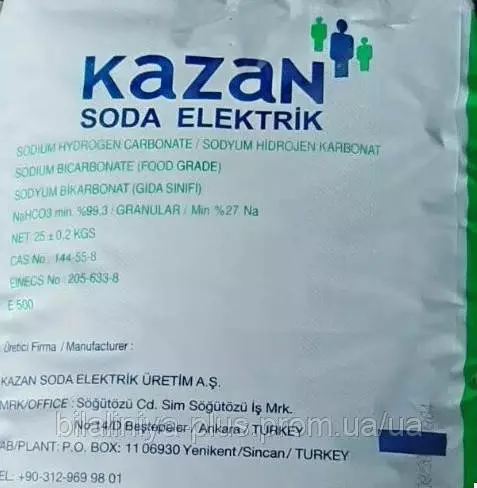 KAZAN
SODA ELEKTRİK
SODIUM HYDROGEN CARBONATE / SODYUM HİDROJEN KARBONAT
SODIUM BICARBONATE (FOOD GRADE)
SODYUM BİKARBONAT (GIDA SINIFI)
NaHCO3 min. %99.3 / GRANULAR / Min %27 Na
NET 25 ± 0.2 KGS
CAS No : 144-55-8
EINECS No : 205-633-8
E 500
Üretici Firma / Manufacturer :
KAZAN SODA ELEKTRİK ÜRETİM A.Ş.
MRK/OFFICE : Söğütözü Cd. Sim Söğütözü İş Mrk.
No:14/D Beştepeler / Ankara / TURKEY
bilaliniya-plus.prom.ua/ua
AB/PLANT: P.O. BOX: 11 06930 Yenikent/Sincan/ TURKEY
EL: +90-312-969 98 01